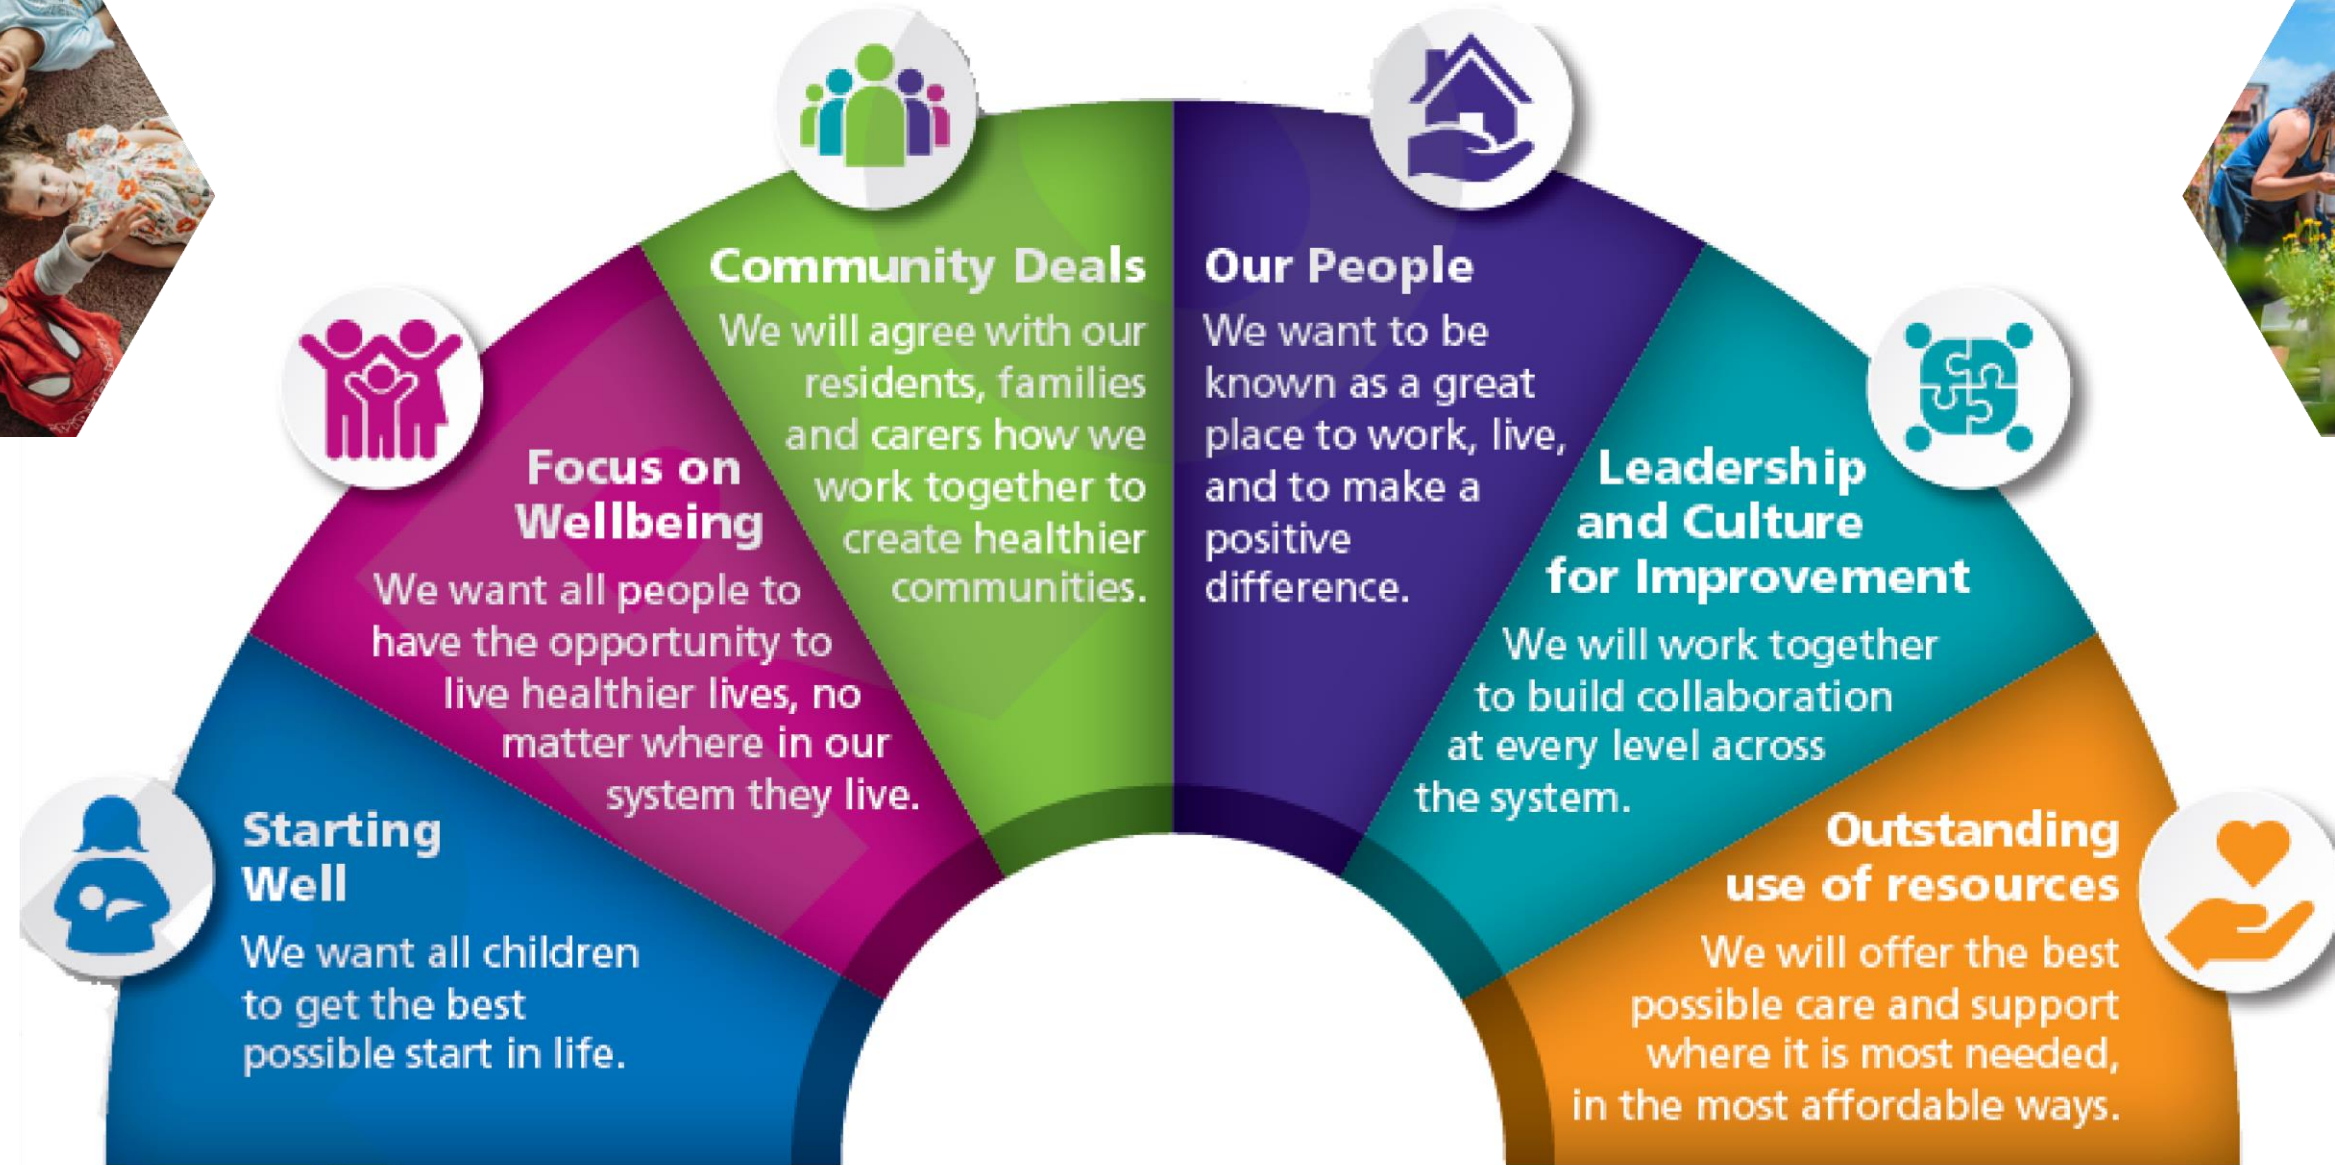 Starting
Well
We want all children
to get the best
possible start in life.
Focus on
Wellbeing
We want all people to
have the opportunity to
live healthier lives, no
matter where in our
system they live.
Community Deals
We will agree with our
residents, families
and carers how we
work together to
create healthier
communities.
Our People
We want to be
known as a great
place to work, live,
and to make a
positive
difference.
Leadership
and Culture
for Improvement
We will work together
to build collaboration
at every level across
the system.
Outstanding
use of resources
We will offer the best
possible care and support
where it is most needed,
in the most affordable ways.